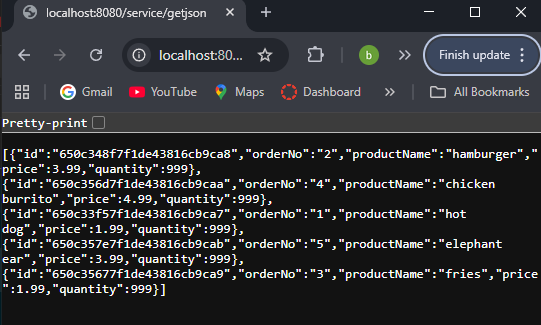 localhost:8080/service/getjson
localhost:80...
b
Finish update
Gmail
YouTube
Maps
Dashboard
All Bookmarks
Pretty-print
[{"id":"650c348f7f1de43816cb9ca8","orderNo":"2","productName":"hamburger","
price":3.99,"quantity":999},
{"id":"650c356d7f1de43816cb9caa","orderNo":"4","productName":"chicken
burrito","price":4.99,"quantity":999},
{"id":"650c33f57f1de43816cb9ca7","orderNo":"1","productName":"hot
dog","price":1.99,"quantity":999},
{"id":"650c357e7f1de43816cb9cab","orderNo":"5","productName":"elephant
ear","price":3.99,"quantity":999},
{"id":"650c35677f1de43816cb9ca9","orderNo":"3","productName":"fries","price
":1.99,"quantity":999}]